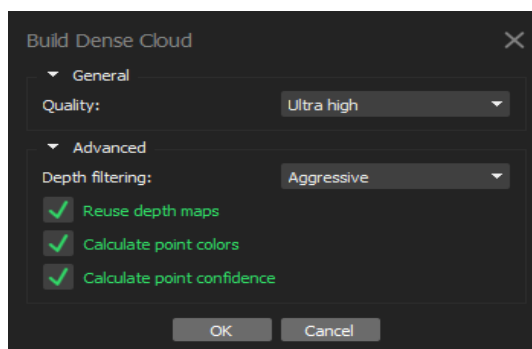 Build Dense Cloud
General
Quality: Ultra high
Advanced
Depth filtering: Aggressive
Reuse depth maps
Calculate point colors
Calculate point confidence
OK Cancel